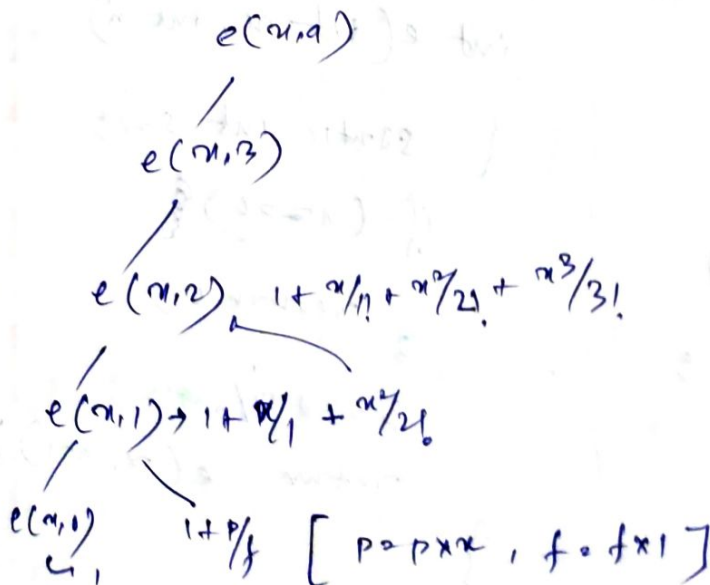 e(x,4)
e(x,3)
e(x,2) 1 + x/1! + x²/2! + x³/3!
e(x,1) → 1 + x/1 + x²/2!
e(x,0) 1 + p/f [ p = p*x , f = f*1 ]
↳ 1